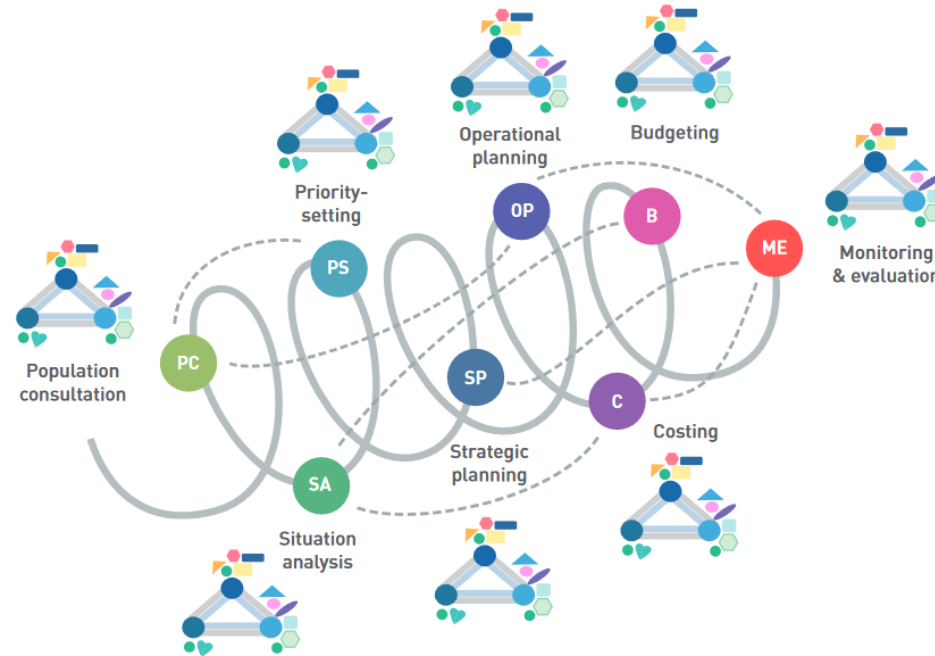 Operational
planning
Budgeting
Priority-
setting
OP
B
ME
Monitoring
& evaluation
PS
PC
Population
consultation
SP
C
Strategic
planning
Costing
SA
Situation
analysis